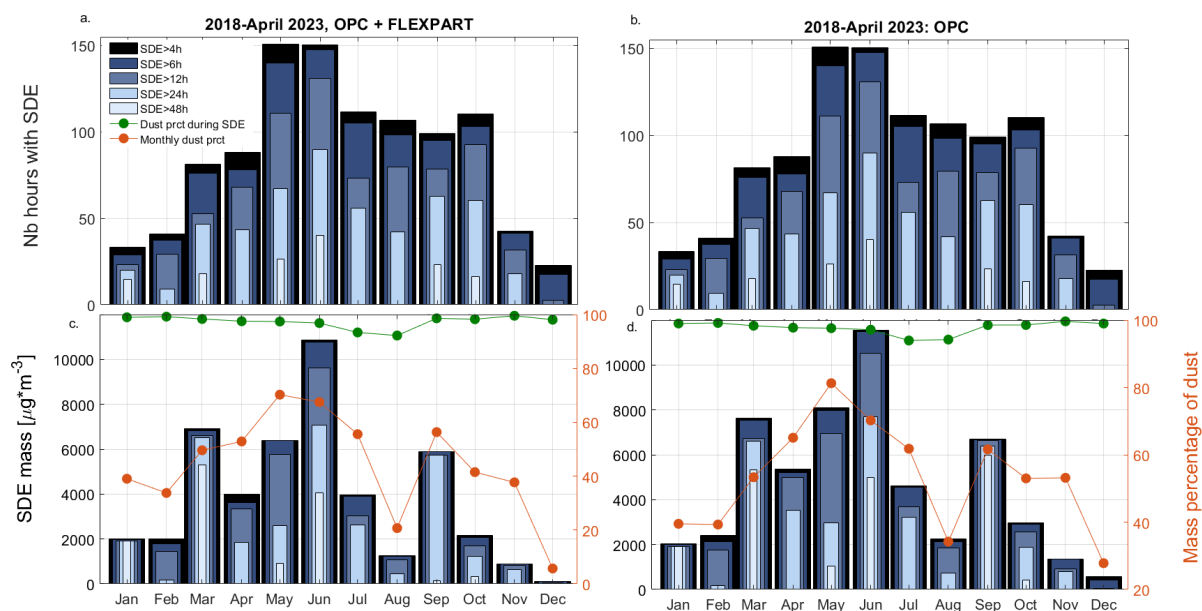 a.
2018-April 2023, OPC + FLEXPART
b.
2018-April 2023: OPC
Nb hours with SDE
150
100
50
0
SDE>4h
SDE>6h
SDE>12h
SDE>24h
SDE>48h
Dust prct during SDE
Monthly dust prct
150
100
50
0
c.
SDE mass [μg*m-3]
10000
8000
6000
4000
2000
0
100
80
60
40
20
0
Jan Feb Mar Apr May Jun Jul Aug Sep Oct Nov Dec
d.
10000
8000
6000
4000
2000
0
100
80
60
40
20
Mass percentage of dust
Jan Feb Mar Apr May Jun Jul Aug Sep Oct Nov Dec